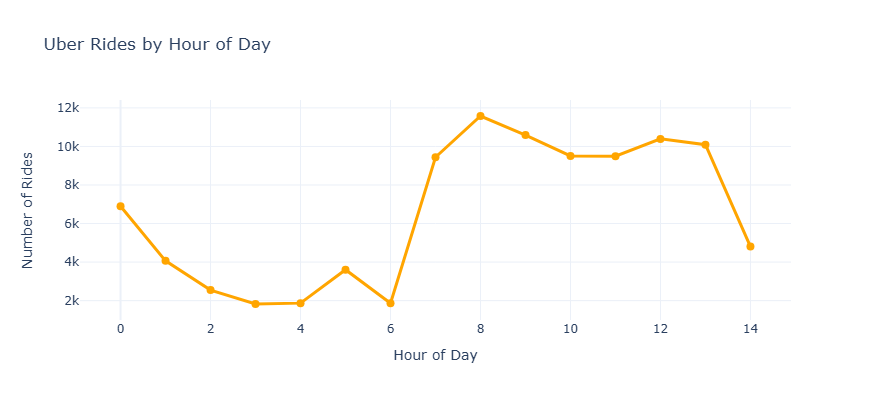 Uber Rides by Hour of Day
12k
10k
8k
6k
4k
2k
Number of Rides
0 2 4 6 8 10 12 14
Hour of Day